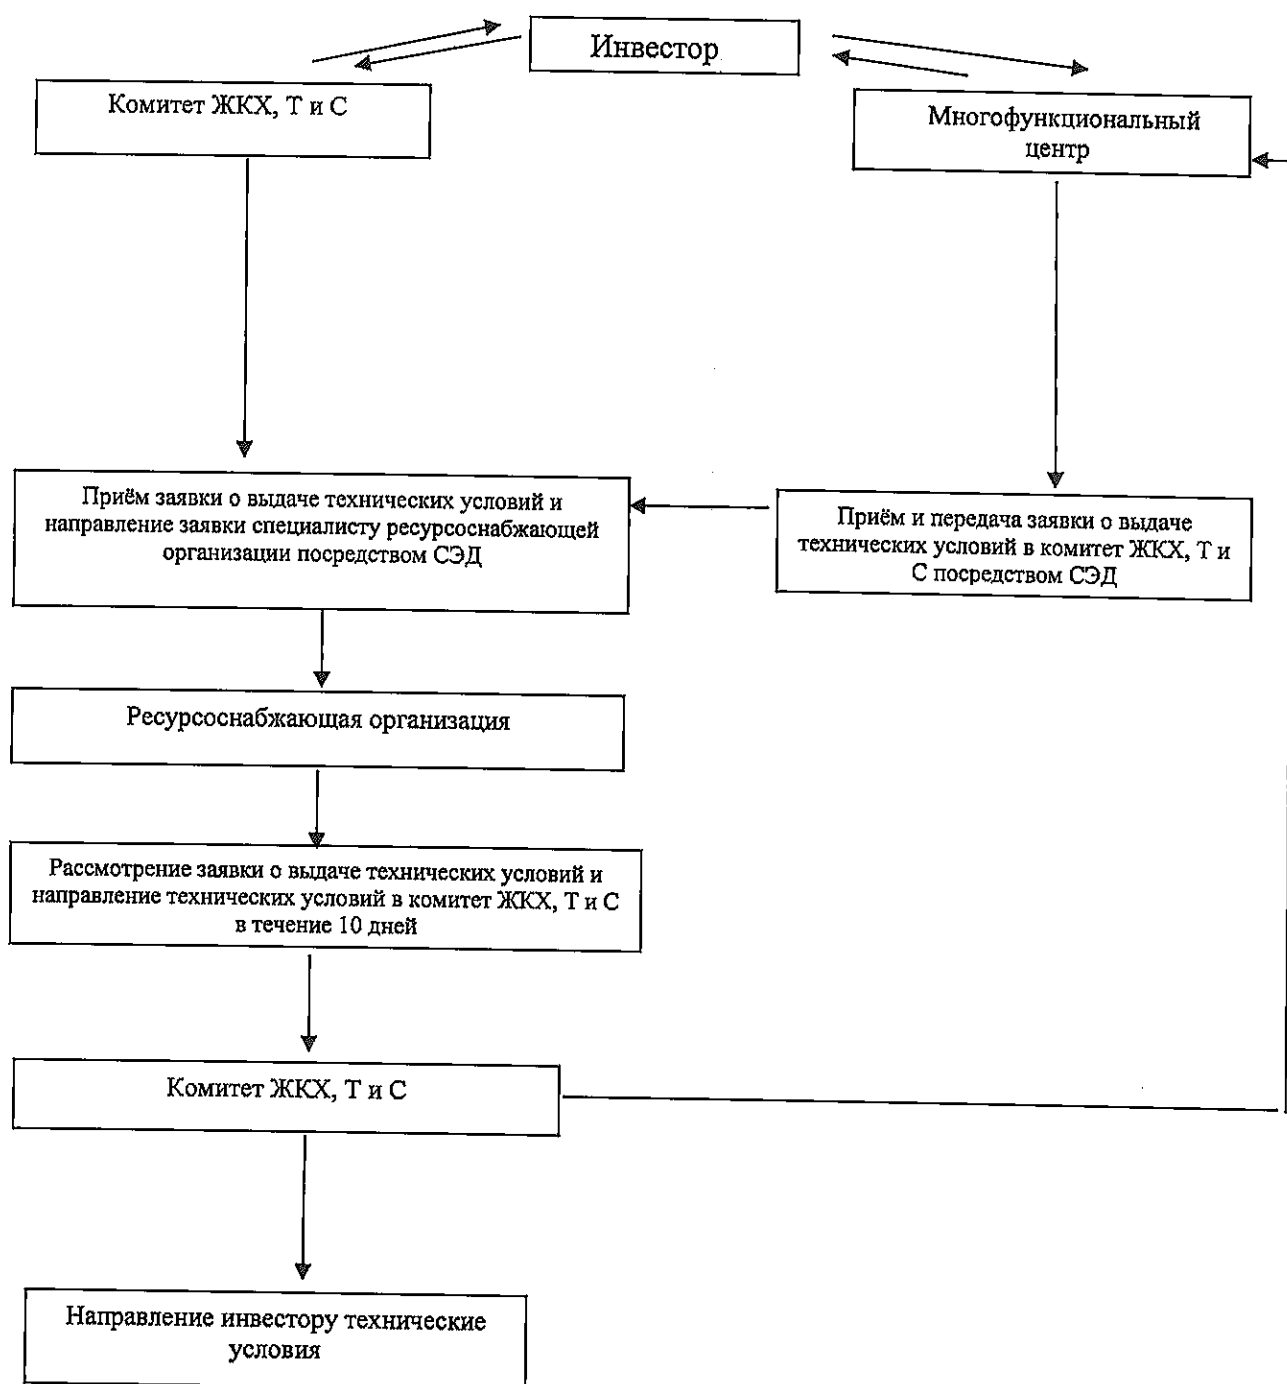 Инвестор
Комитет ЖКХ, Т и С
Многофункциональный
центр
Приём заявки о выдаче технических условий и
направление заявки специалисту ресурсоснабжающей
организации посредством СЭД
Приём и передача заявки о выдаче
технических условий в комитет ЖКХ, Т и
С посредством СЭД
Ресурсоснабжающая организация
Рассмотрение заявки о выдаче технических условий и
направление технических условий в комитет ЖКХ, Т и С
в течение 10 дней
Комитет ЖКХ, Т и С
Направление инвестору технические
условия